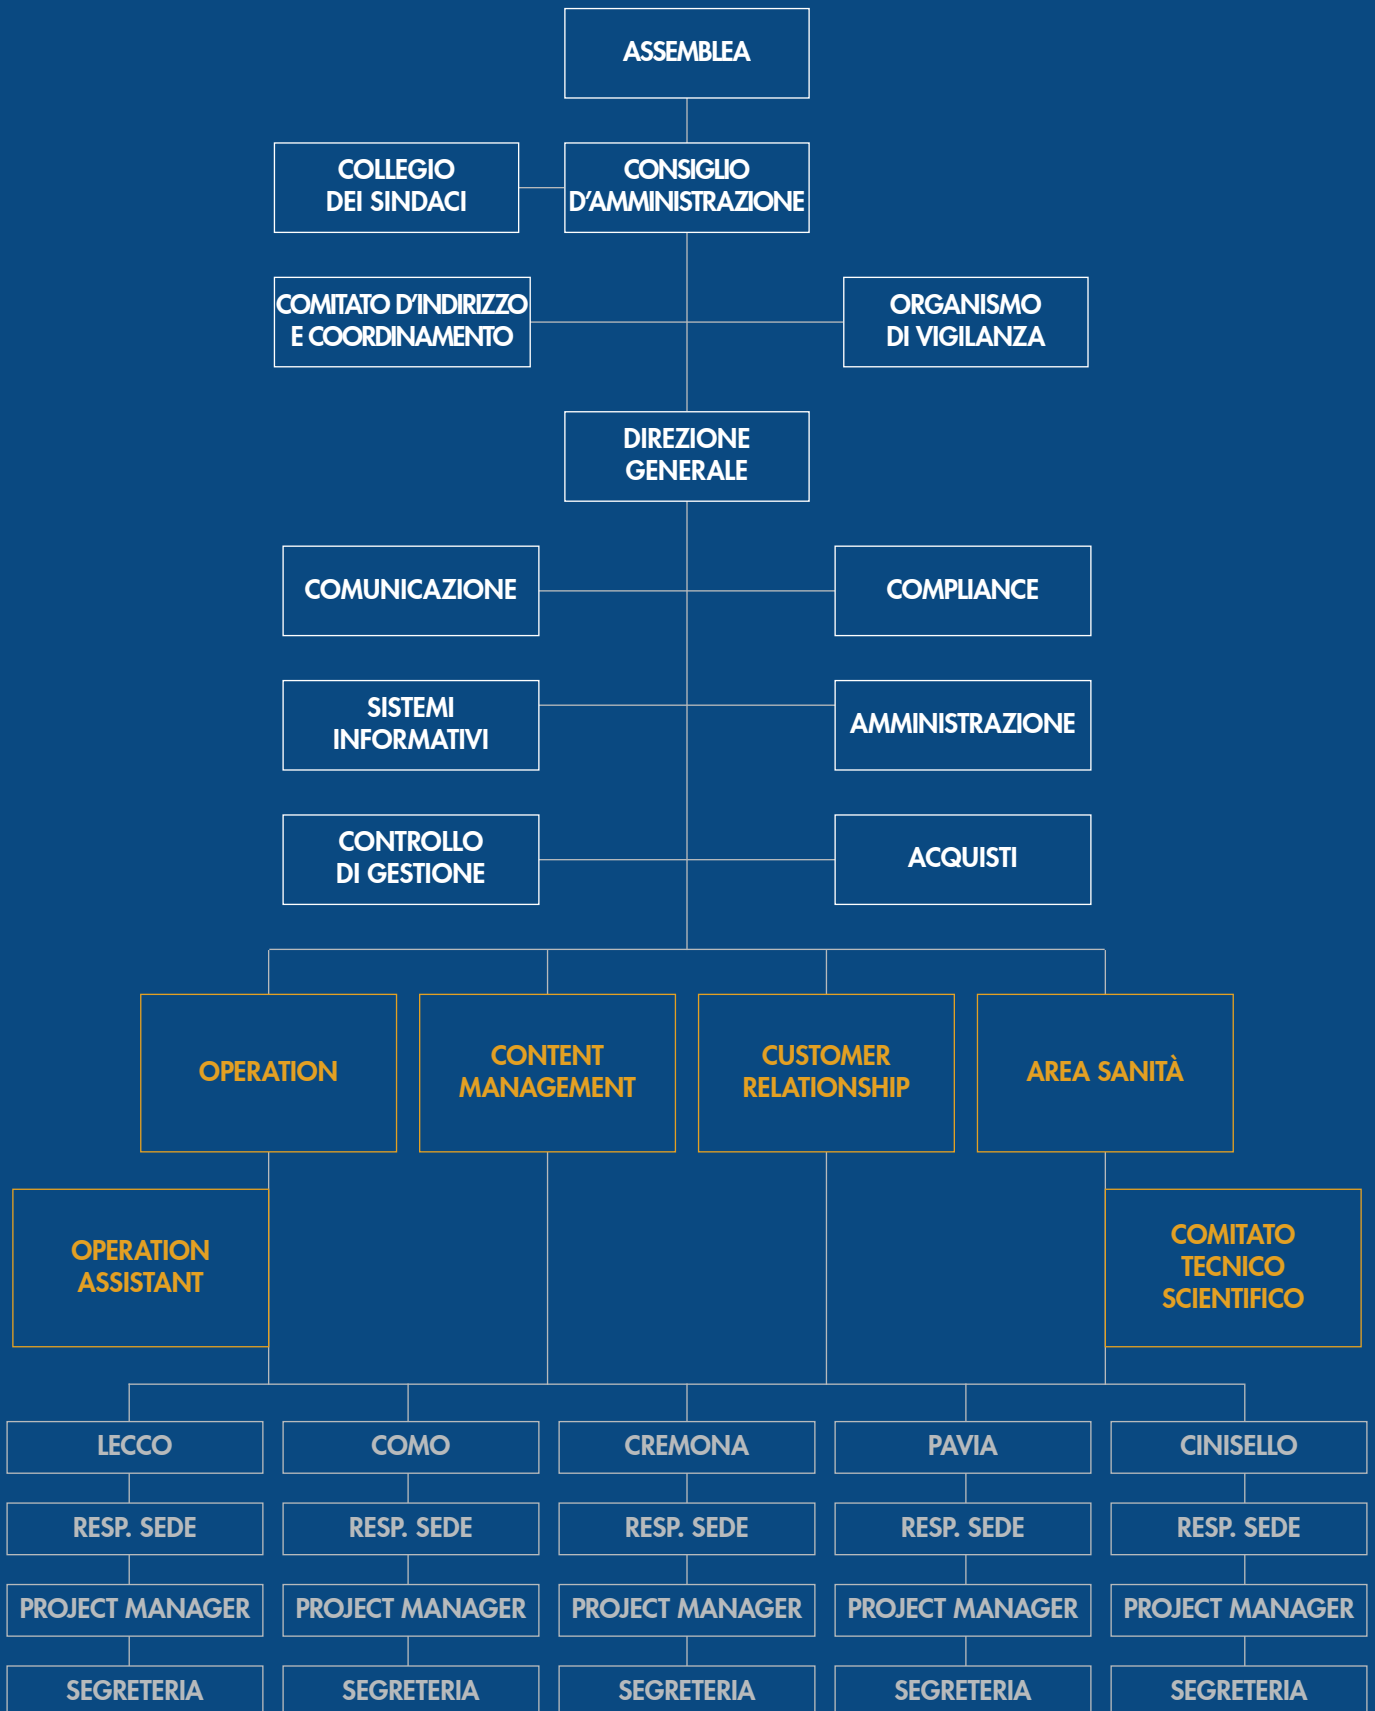 ASSEMBLEA
COLLEGIO
DEI SINDACI
CONSIGLIO
D'AMMINISTRAZIONE
COMITATO D'INDIRIZZO
E COORDINAMENTO
ORGANISMO
DI VIGILANZA
DIREZIONE
GENERALE
COMUNICAZIONE
COMPLIANCE
SISTEMI
INFORMATIVI
AMMINISTRAZIONE
CONTROLLO
DI GESTIONE
ACQUISTI
OPERATION
CONTENT
MANAGEMENT
CUSTOMER
RELATIONSHIP
AREA SANITÀ
OPERATION
ASSISTANT
COMITATO
TECNICO
SCIENTIFICO
LECCO
COMO
CREMONA
PAVIA
CINISELLO
RESP. SEDE
RESP. SEDE
RESP. SEDE
RESP. SEDE
RESP. SEDE
PROJECT MANAGER
PROJECT MANAGER
PROJECT MANAGER
PROJECT MANAGER
PROJECT MANAGER
SEGRETERIA
SEGRETERIA
SEGRETERIA
SEGRETERIA
SEGRETERIA